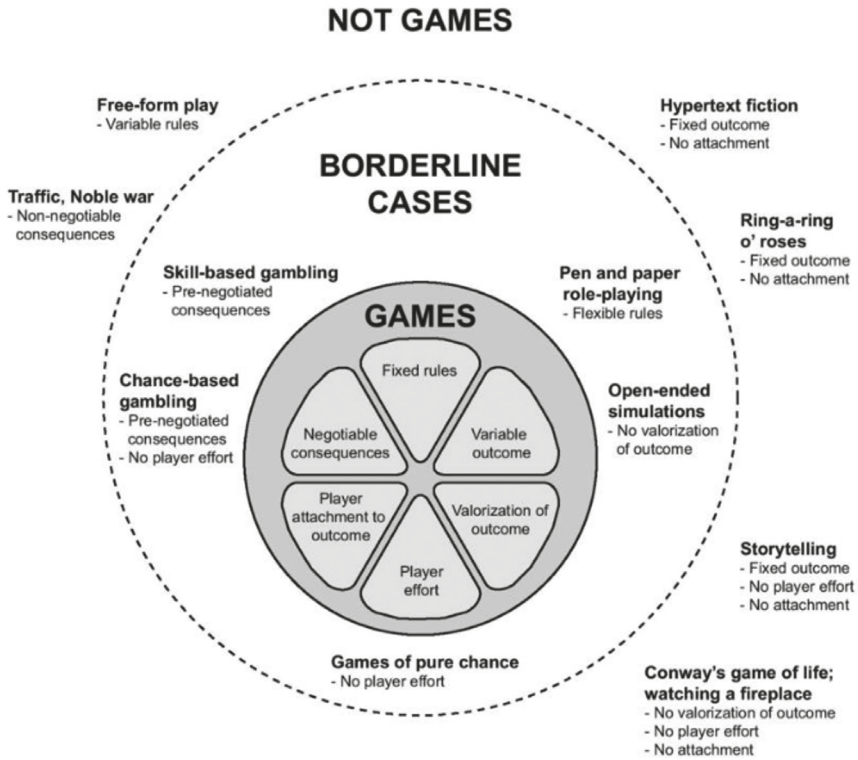 NOT GAMES
Free-form play
- Variable rules
Hypertext fiction
- Fixed outcome
- No attachment
BORDERLINE
CASES
Traffic, Noble war
- Non-negotiable
consequences
Ring-a-ring
o' roses
- Fixed outcome
- No attachment
Skill-based gambling
- Pre-negotiated
consequences
Pen and paper
role-playing
- Flexible rules
GAMES
Fixed rules
Chance-based
gambling
- Pre-negotiated
consequences
- No player effort
Open-ended
simulations
- No valorization
of outcome
Negotiable
consequences
Variable
outcome
Player
attachment to
outcome
Valorization of
outcome
Player
effort
Storytelling
- Fixed outcome
- No player effort
- No attachment
Games of pure chance
- No player effort
Conway's game of life;
watching a fireplace
- No valorization of outcome
- No player effort
- No attachment